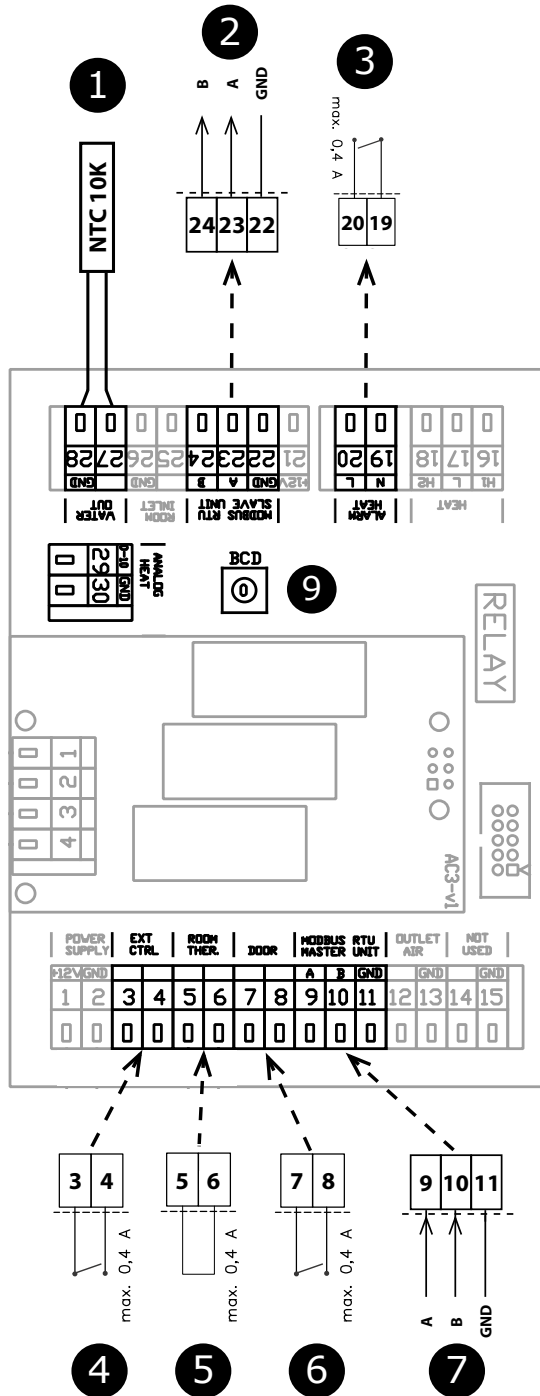 2
1
3
B
A
GND
max. 0,4 A
NTC 10K
24 23 22
20 19
28 27 26 25 24 23 22 21
20 19 18 17 16
GND GND B A GND +12V
L N H2 L H1
WATER OUT
ROOM INLET
MODBUS RTU
SLAVE UNIT
ALARM HEAT
HEAT
29 0-10
30 GND
ANALOG
HEAT
BCD
0
9
RELAY
1
2
3
4
AC3-v1
POWER SUPPLY
EXT CTRL
ROOM THER.
DOOR
MODBUS RTU
MASTER UNIT
OUTLET AIR
NOT USED
+12V GND A B GND GND GND
1 2 3 4 5 6 7 8 9 10 11 12 13 14 15
3 4
5 6
7 8
9 10 11
max. 0,4 A
max. 0,4 A
max. 0,4 A
A
B
GND
4
5
6
7